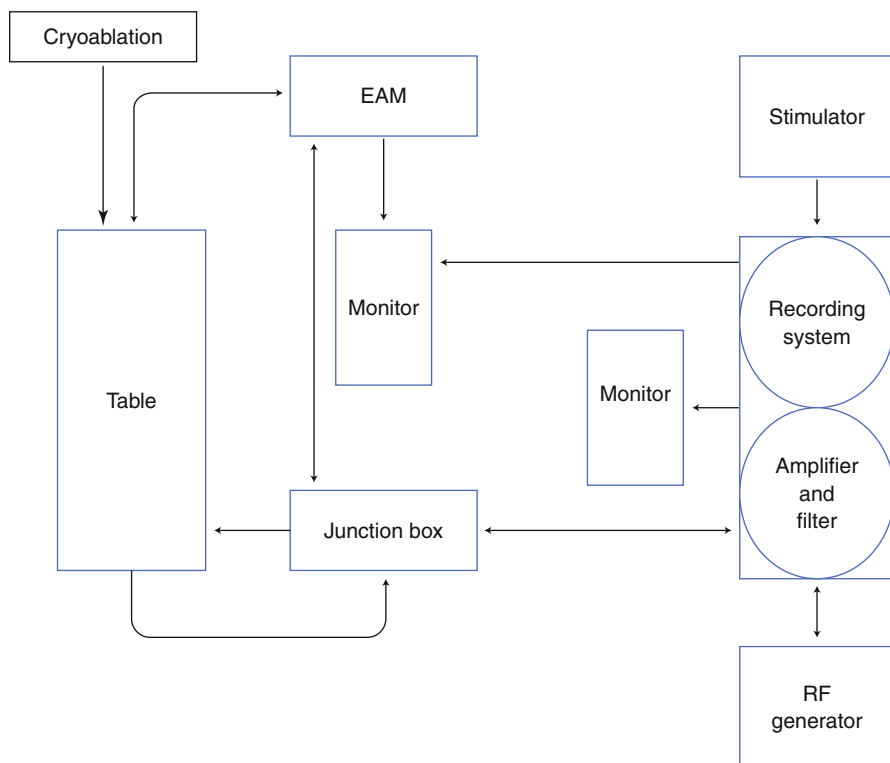 Cryoablation
EAM
Stimulator
Monitor
Recording
system
Table
Monitor
Amplifier
and
filter
Junction box
RF
generator